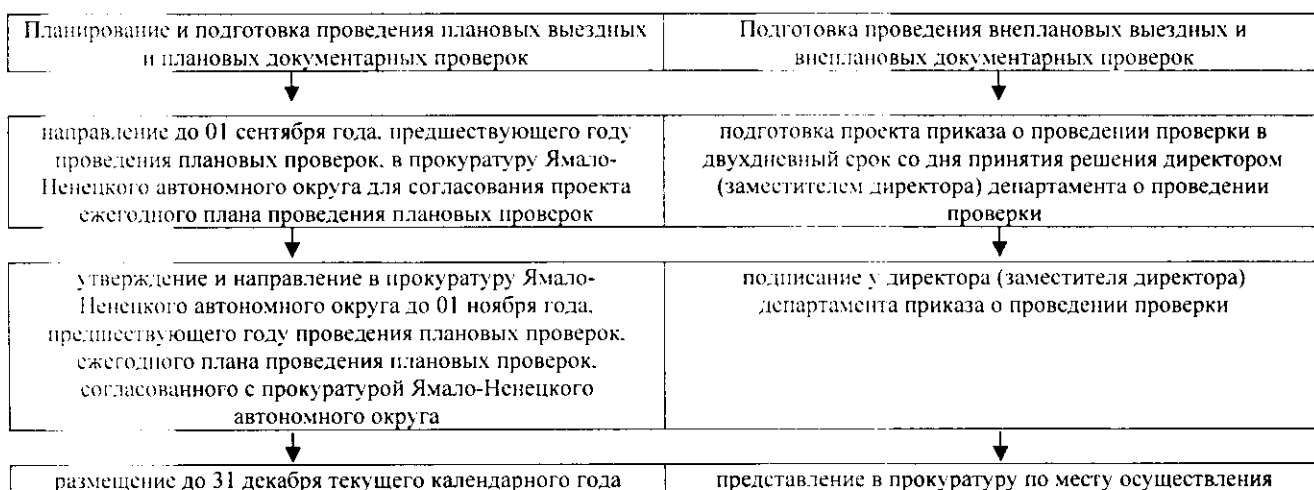 Планирование и подготовка проведения плановых выездных
и плановых документарных проверок
Подготовка проведения внеплановых выездных и
внеплановых документарных проверок
направление до 01 сентября года, предшествующего году
проведения плановых проверок, в прокуратуру Ямало-
Ненецкого автономного округа для согласования проекта
ежегодного плана проведения плановых проверок
подготовка проекта приказа о проведении проверки в
двухдневный срок со дня принятия решения директором
(заместителем директора) департамента о проведении
проверки
утверждение и направление в прокуратуру Ямало-
Ненецкого автономного округа до 01 ноября года,
предшествующего году проведения плановых проверок,
ежегодного плана проведения плановых проверок,
согласованного с прокуратурой Ямало-Ненецкого
автономного округа
подписание у директора (заместителя директора)
департамента приказа о проведении проверки
размещение до 31 декабря текущего календарного года
представление в прокуратуру по месту осуществления